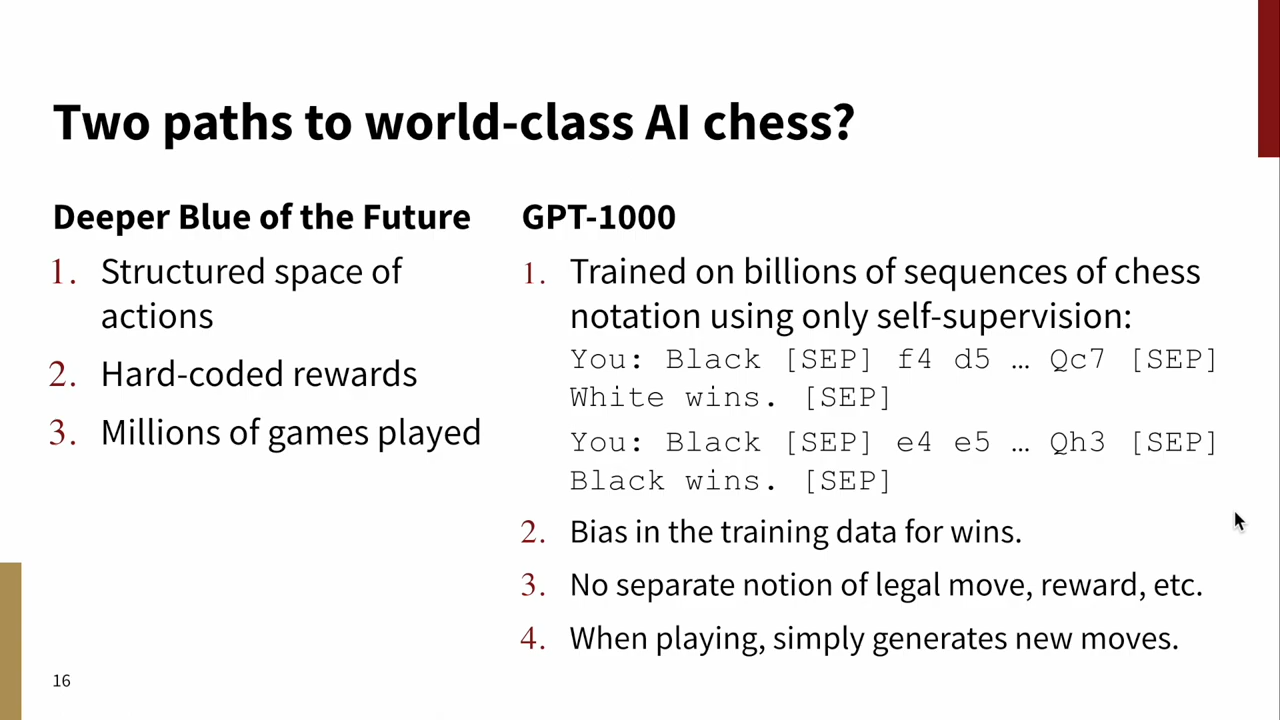 Two paths to world-class AI chess?
Deeper Blue of the Future
1. Structured space of
actions
2. Hard-coded rewards
3. Millions of games played
GPT-1000
1. Trained on billions of sequences of chess
notation using only self-supervision:
You: Black [SEP] f4 d5 … Qc7 [SEP]
White wins. [SEP]
You: Black [SEP] e4 e5 … Qh3 [SEP]
Black wins. [SEP]
2. Bias in the training data for wins.
3. No separate notion of legal move, reward, etc.
4. When playing, simply generates new moves.
16